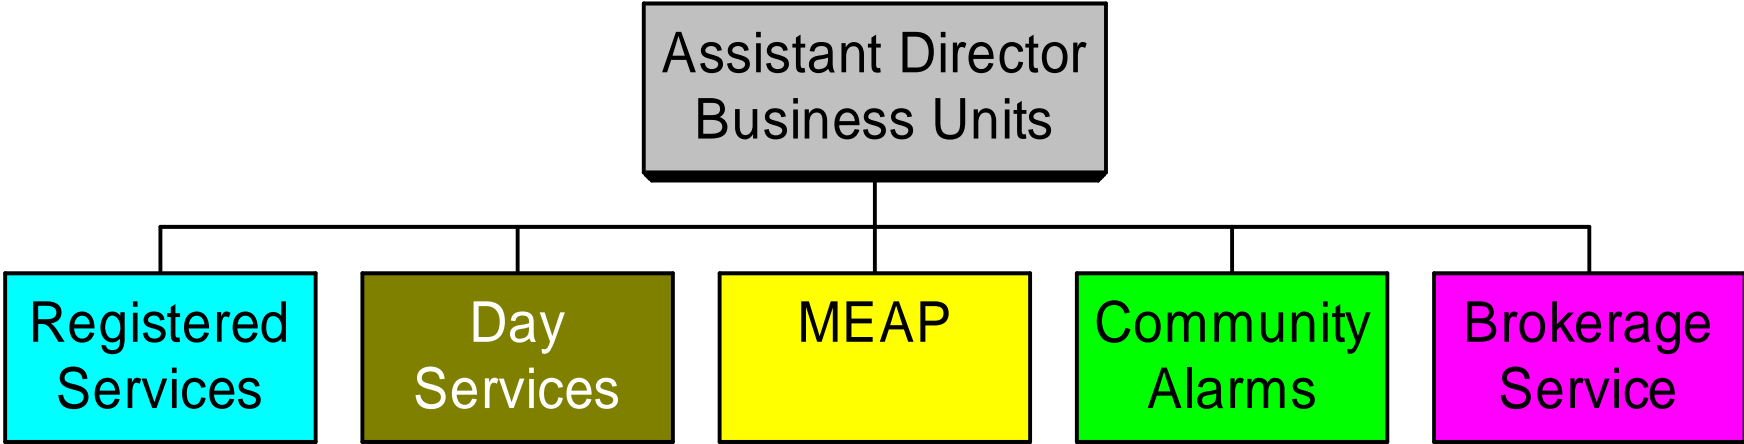 Assistant Director
Business Units
Registered
Services
Day
Services
MEAP
Community
Alarms
Brokerage
Service